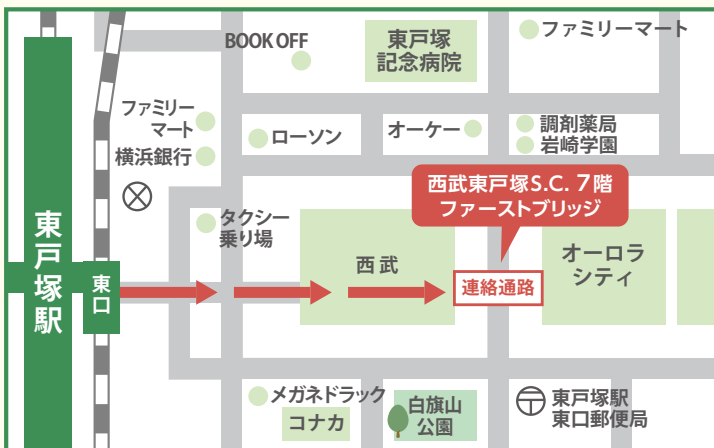 BOOK OFF
東戸塚
記念病院
ファミリーマート
ファミリー
マート
横浜銀行
ローソン
オーケー
調剤薬局
岩崎学園
西武東戸塚S.C. 7階
ファーストブリッジ
タクシー
乗り場
西武
連絡通路
オーロラ
シティ
東戸塚駅
東口
メガネドラック
コナカ
白旗山
公園
東戸塚駅
東口郵便局